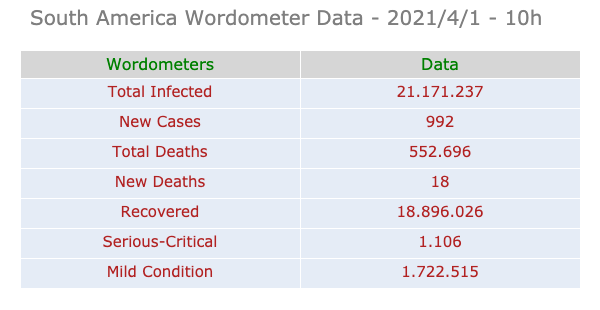 South America Wordometer Data - 2021/4/1 - 10h
Wordometers Data
Total Infected 21.171.237
New Cases 992
Total Deaths 552.696
New Deaths 18
Recovered 18.896.026
Serious-Critical 1.106
Mild Condition 1.722.515